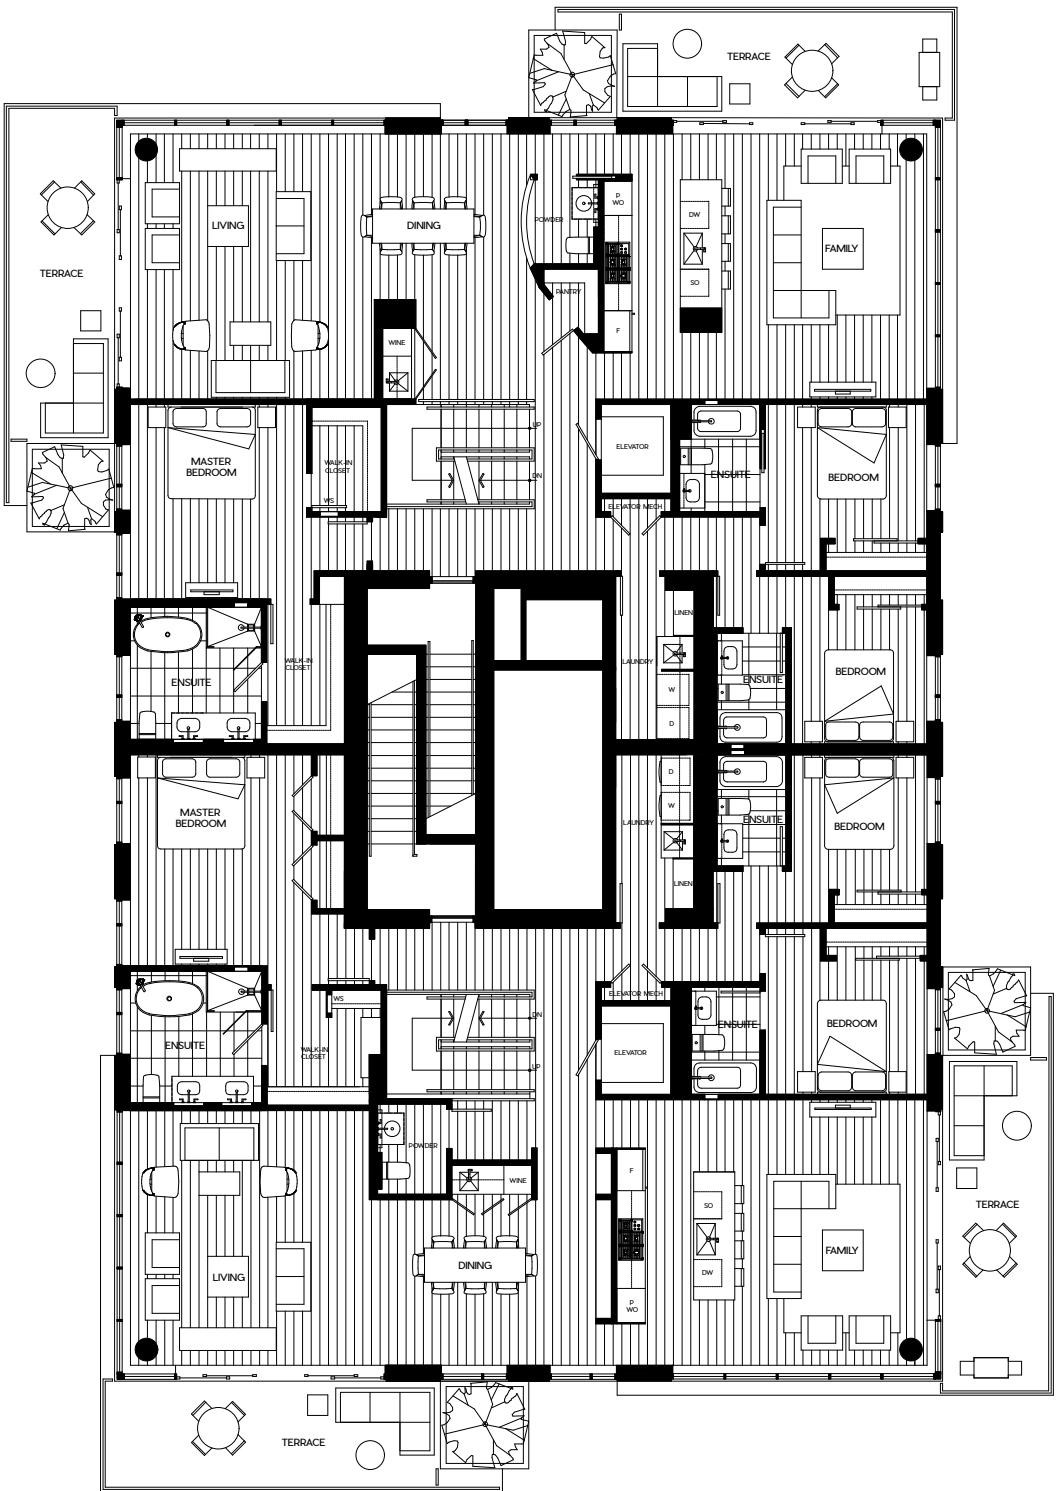 TERRACE
LIVING
DINING
POWDER
P
WO
DW
FAMILY
TERRACE
SO
PANTRY
F
WINE
UP
ELEVATOR
MASTER
BEDROOM
WALK-IN
CLOSET
DN
ENSUITE
BEDROOM
WS
ELEVATOR MECH
LINEN
WALK-IN
CLOSET
LAUNDRY
ENSUITE
BEDROOM
ENSUITE
W
D
D
W
MASTER
BEDROOM
LAUNDRY
ENSUITE
BEDROOM
LINEN
ELEVATOR MECH
WS
DN
ENSUITE
BEDROOM
ENSUITE
WALK-IN
CLOSET
ELEVATOR
UP
POWDER
F
WINE
SO
TERRACE
FAMILY
DINING
LIVING
DW
P
WO
TERRACE